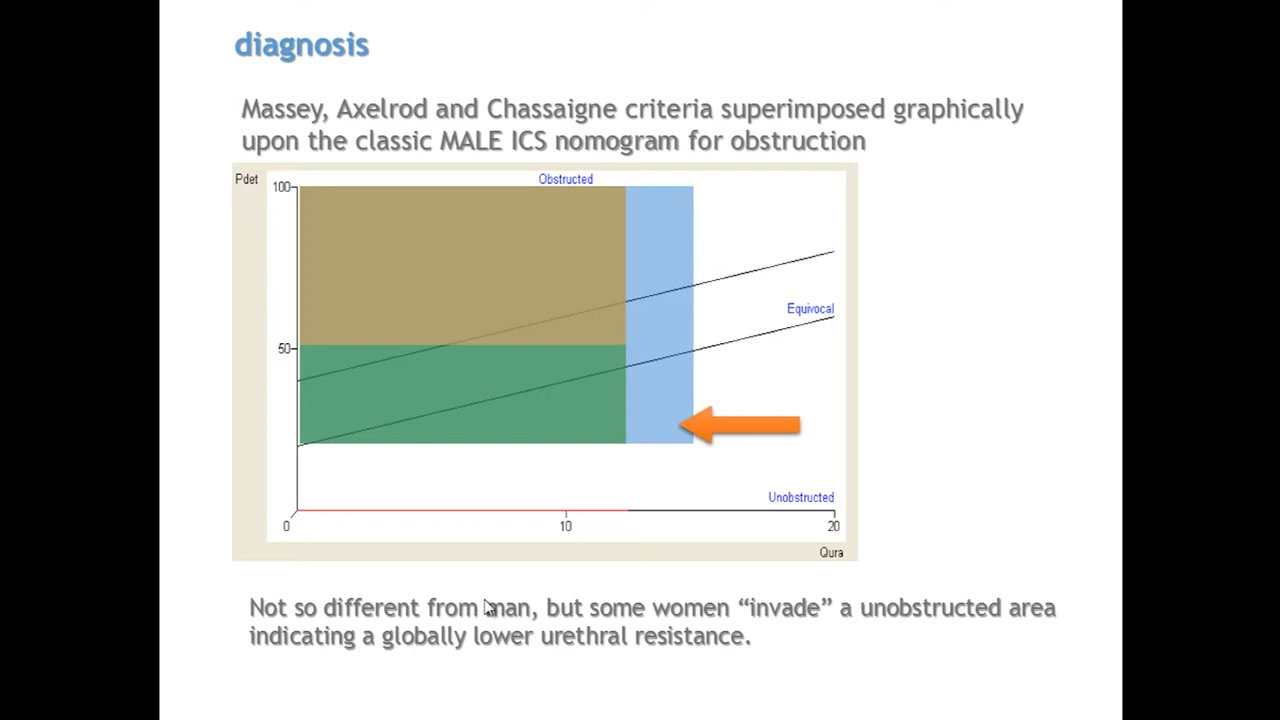 diagnosis
Massey, Axelrod and Chassaigne criteria superimposed graphically
upon the classic MALE ICS nomogram for obstruction
Pdet
Obstructed
100
Equivocal
50
Unobstructed
0
10
20
Qura
Not so different from man, but some women “invade” a unobstructed area
indicating a globally lower urethral resistance.